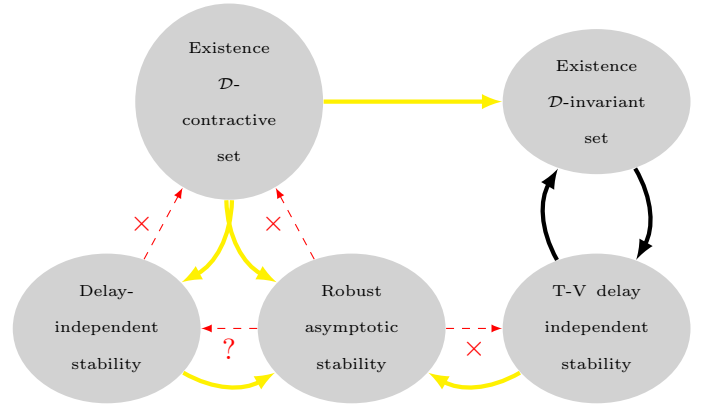 Existence
𝒟-
contractive
set
Existence
𝒟-invariant
set
×
×
Delay-
independent
stability
?
Robust
asymptotic
stability
×
T-V delay
independent
stability